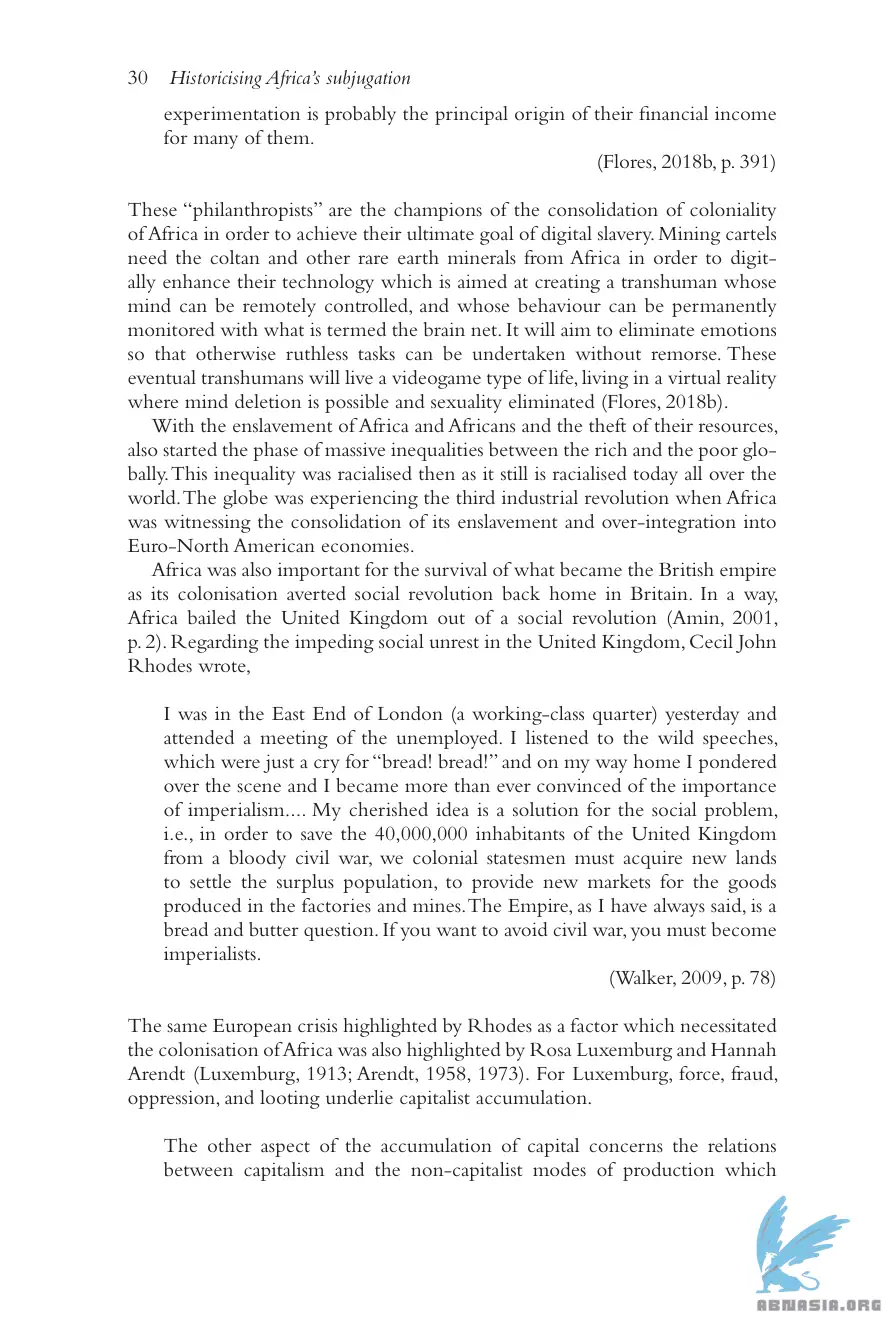 30 Historicising Africa's subjugation
experimentation is probably the principal origin of their financial income
for many of them.
(Flores, 2018b, p. 391)
These “philanthropists” are the champions of the consolidation of coloniality
of Africa in order to achieve their ultimate goal of digital slavery. Mining cartels
need the coltan and other rare earth minerals from Africa in order to digit-
ally enhance their technology which is aimed at creating a transhuman whose
mind can be remotely controlled, and whose behaviour can be permanently
monitored with what is termed the brain net. It will aim to eliminate emotions
so that otherwise ruthless tasks can be undertaken without remorse. These
eventual transhumans will live a videogame type of life, living in a virtual reality
where mind deletion is possible and sexuality eliminated (Flores, 2018b).
With the enslavement of Africa and Africans and the theft of their resources,
also started the phase of massive inequalities between the rich and the poor glo-
bally. This inequality was racialised then as it still is racialised today all over the
world. The globe was experiencing the third industrial revolution when Africa
was witnessing the consolidation of its enslavement and over-integration into
Euro-North American economies.
Africa was also important for the survival of what became the British empire
as its colonisation averted social revolution back home in Britain. In a way,
Africa bailed the United Kingdom out of a social revolution (Amin, 2001,
p. 2). Regarding the impeding social unrest in the United Kingdom, Cecil John
Rhodes wrote,
I was in the East End of London (a working-class quarter) yesterday and
attended a meeting of the unemployed. I listened to the wild speeches,
which were just a cry for “bread! bread!” and on my way home I pondered
over the scene and I became more than ever convinced of the importance
of imperialism.... My cherished idea is a solution for the social problem,
i.e., in order to save the 40,000,000 inhabitants of the United Kingdom
from a bloody civil war, we colonial statesmen must acquire new lands
to settle the surplus population, to provide new markets for the goods
produced in the factories and mines. The Empire, as I have always said, is a
bread and butter question. If you want to avoid civil war, you must become
imperialists.
(Walker, 2009, p. 78)
The same European crisis highlighted by Rhodes as a factor which necessitated
the colonisation of Africa was also highlighted by Rosa Luxemburg and Hannah
Arendt (Luxemburg, 1913; Arendt, 1958, 1973). For Luxemburg, force, fraud,
oppression, and looting underlie capitalist accumulation.
The other aspect of the accumulation of capital concerns the relations
between capitalism and the non-capitalist modes of production which
ABNASIA.ORG